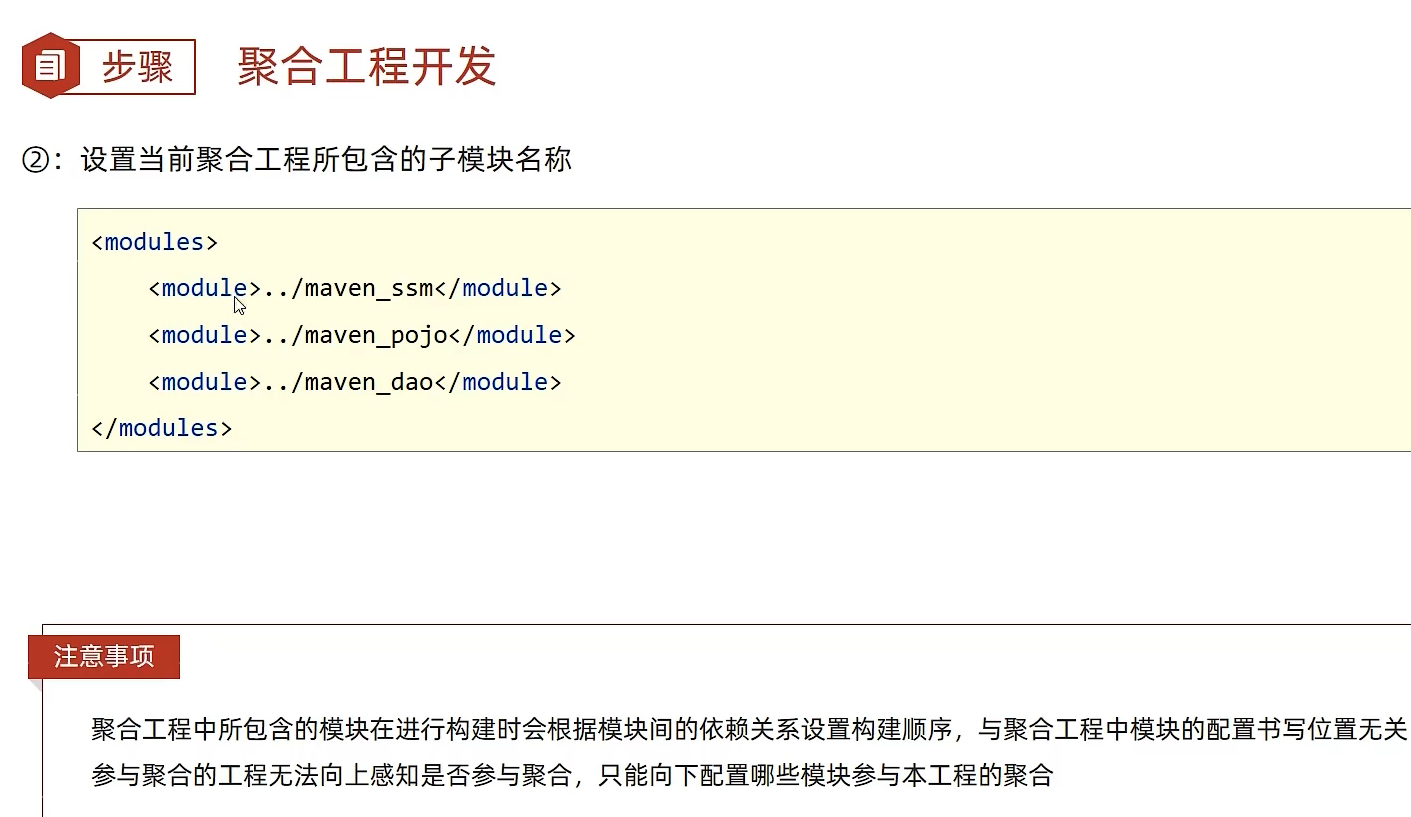 步骤 聚合工程开发
②：设置当前聚合工程所包含的子模块名称
<modules>
    <module>../maven_ssm</module>
    <module>../maven_pojo</module>
    <module>../maven_dao</module>
</modules>
注意事项
聚合工程中所包含的模块在进行构建时会根据模块间的依赖关系设置构建顺序，与聚合工程中模块的配置书写位置无关
参与聚合的工程无法向上感知是否参与聚合，只能向下配置哪些模块参与本工程的聚合